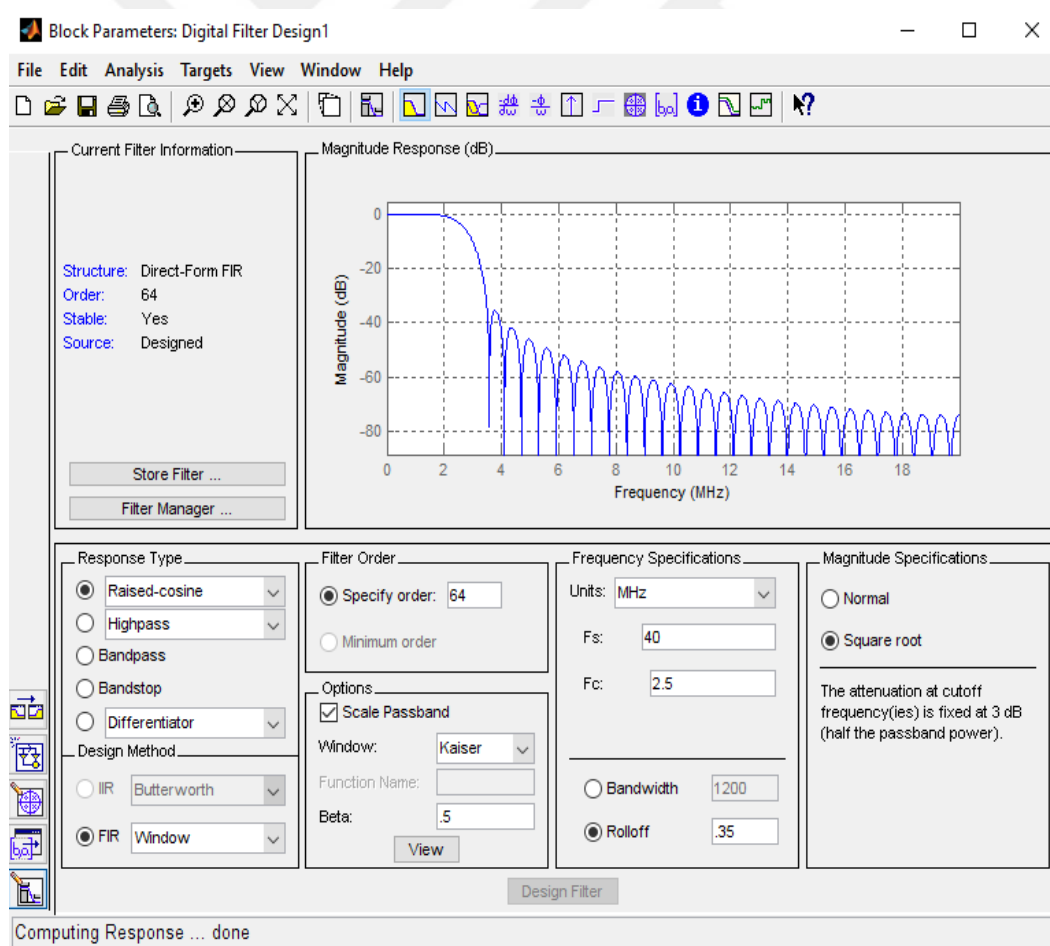 Block Parameters: Digital Filter Design1
File Edit Analysis Targets View Window Help
Current Filter Information
Structure: Direct-Form FIR
Order: 64
Stable: Yes
Source: Designed
Store Filter ...
Filter Manager ...
Magnitude Response (dB)
Magnitude (dB)
0
-20
-40
-60
-80
0 2 4 6 8 10 12 14 16 18
Frequency (MHz)
Response Type
Raised-cosine
Highpass
Bandpass
Bandstop
Differentiator
Design Method
IIR Butterworth
FIR Window
Filter Order
Specify order: 64
Minimum order
Options
Scale Passband
Window: Kaiser
Function Name:
Beta: .5
View
Frequency Specifications
Units: MHz
Fs: 40
Fc: 2.5
Bandwidth 1200
Rolloff .35
Magnitude Specifications
Normal
Square root
The attenuation at cutoff
frequency(ies) is fixed at 3 dB
(half the passband power).
Design Filter
Computing Response ... done